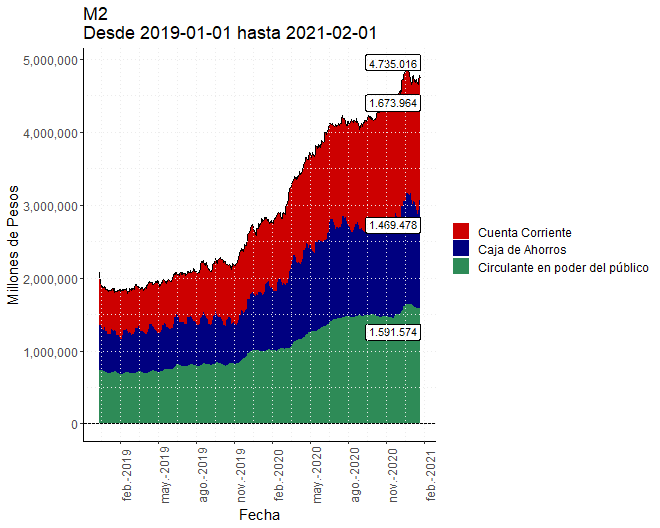 M2
Desde 2019-01-01 hasta 2021-02-01
5,000,000
4,000,000
3,000,000
2,000,000
1,000,000
0
Millones de Pesos
4.735.016
1.673.964
1.469.478
1.591.574
feb.-2019
may.-2019
ago.-2019
nov.-2019
feb.-2020
may.-2020
ago.-2020
nov.-2020
feb.-2021
Fecha
Cuenta Corriente
Caja de Ahorros
Circulante en poder del público